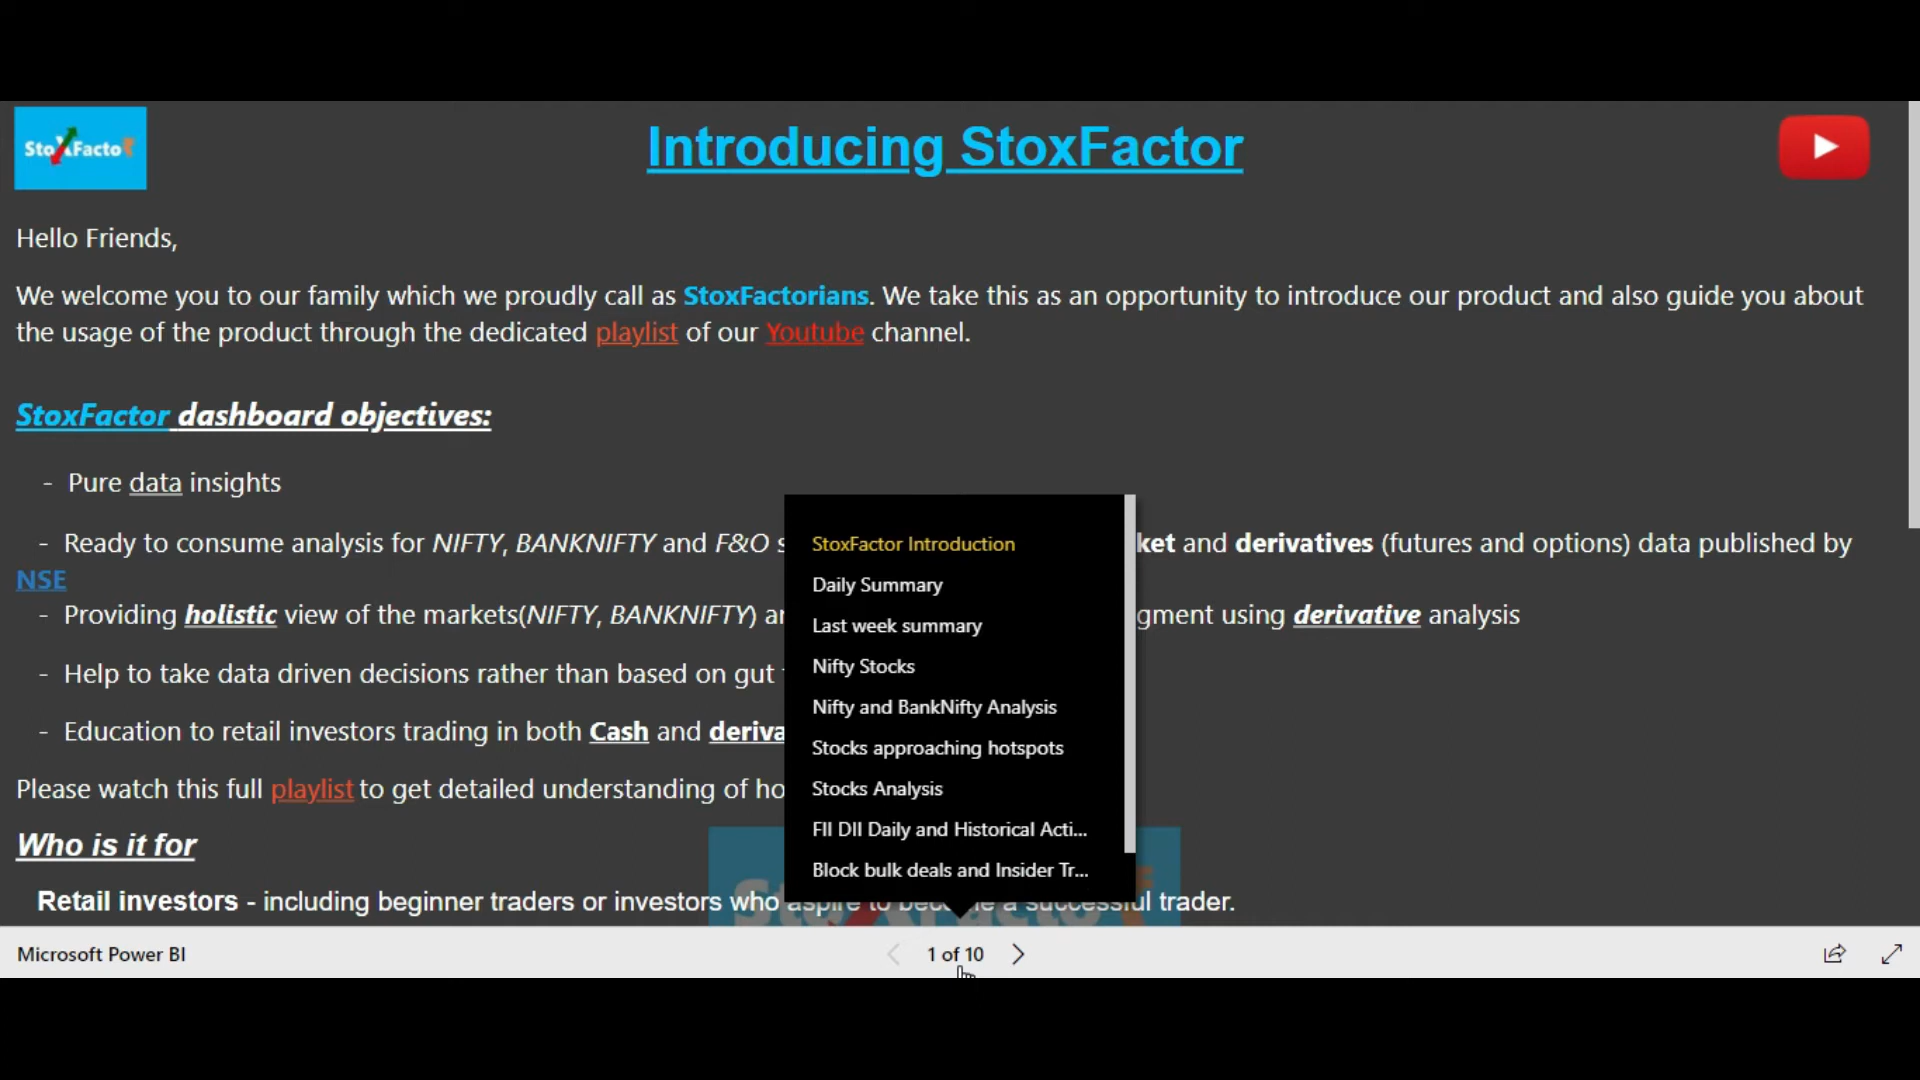 StoxFactor
Introducing StoxFactor
Hello Friends,
We welcome you to our family which we proudly call as StoxFactorians. We take this as an opportunity to introduce our product and also guide you about
the usage of the product through the dedicated playlist of our Youtube channel.
StoxFactor dashboard objectives:
- Pure data insights
- Ready to consume analysis for NIFTY, BANKNIFTY and F&O s
ket and derivatives (futures and options) data published by
NSE
- Providing holistic view of the markets(NIFTY, BANKNIFTY) ar
gment using derivative analysis
- Help to take data driven decisions rather than based on gut
- Education to retail investors trading in both Cash and deriva
Please watch this full playlist to get detailed understanding of ho
Who is it for
Retail investors - including beginner traders or investors who aspire to become a successful trader.
StoxFactor Introduction
Daily Summary
Last week summary
Nifty Stocks
Nifty and BankNifty Analysis
Stocks approaching hotspots
Stocks Analysis
FII DII Daily and Historical Acti...
Block bulk deals and Insider Tr...
Microsoft Power BI
1 of 10